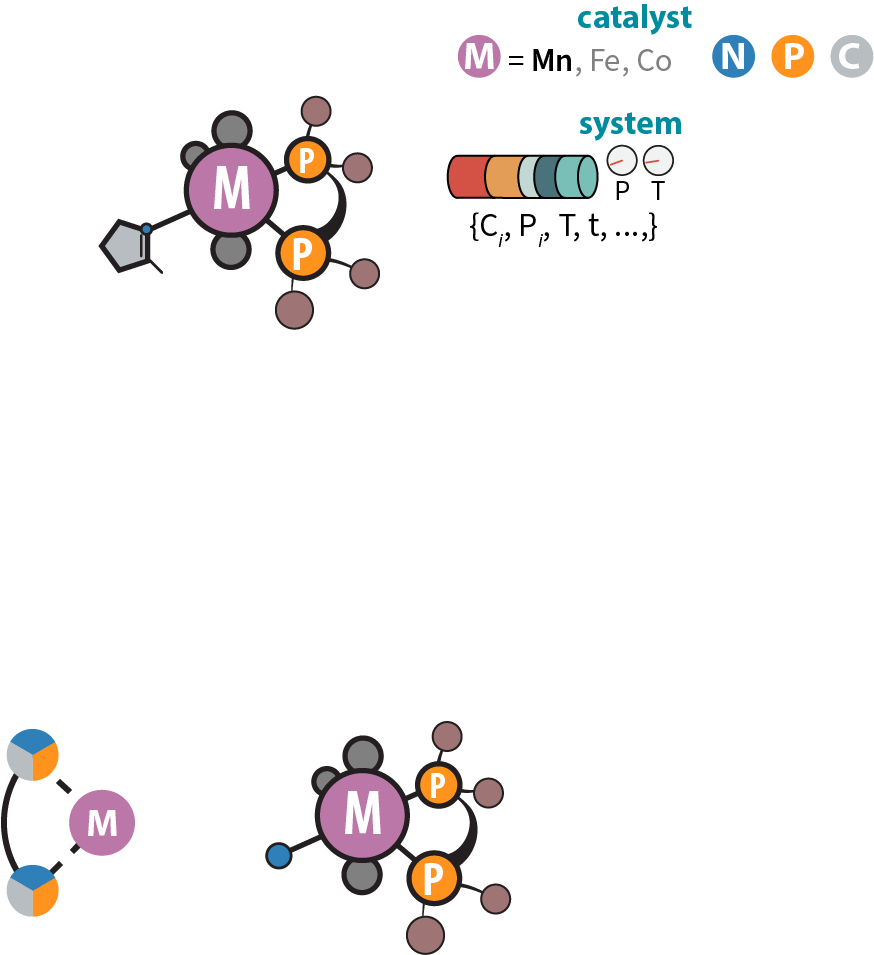 catalyst
M = Mn, Fe, Co N P C
system
P T
{Cᵢ, Pᵢ, T, t, ...,}
P
M
P
P
M
M
P